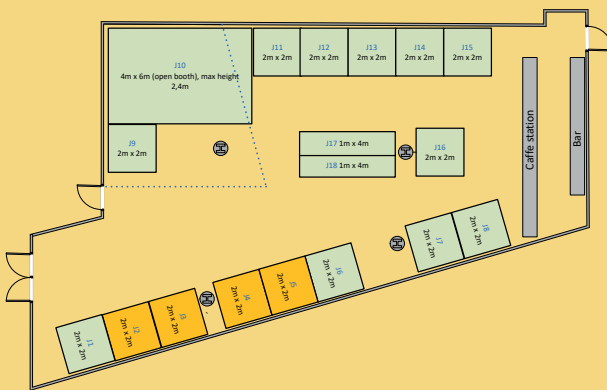 J10
4m x 6m (open booth), max height
2,4m
J11
2m x 2m
J12
2m x 2m
J13
2m x 2m
J14
2m x 2m
J15
2m x 2m
J9
2m x 2m
J17 1m x 4m
J18 1m x 4m
J16
2m x 2m
Caffe station
Bar
J7
2m x 2m
J8
2m x 2m
J4
2m x 2m
J5
2m x 2m
J6
2m x 2m
J1
2m x 2m
J2
2m x 2m
J3
2m x 2m